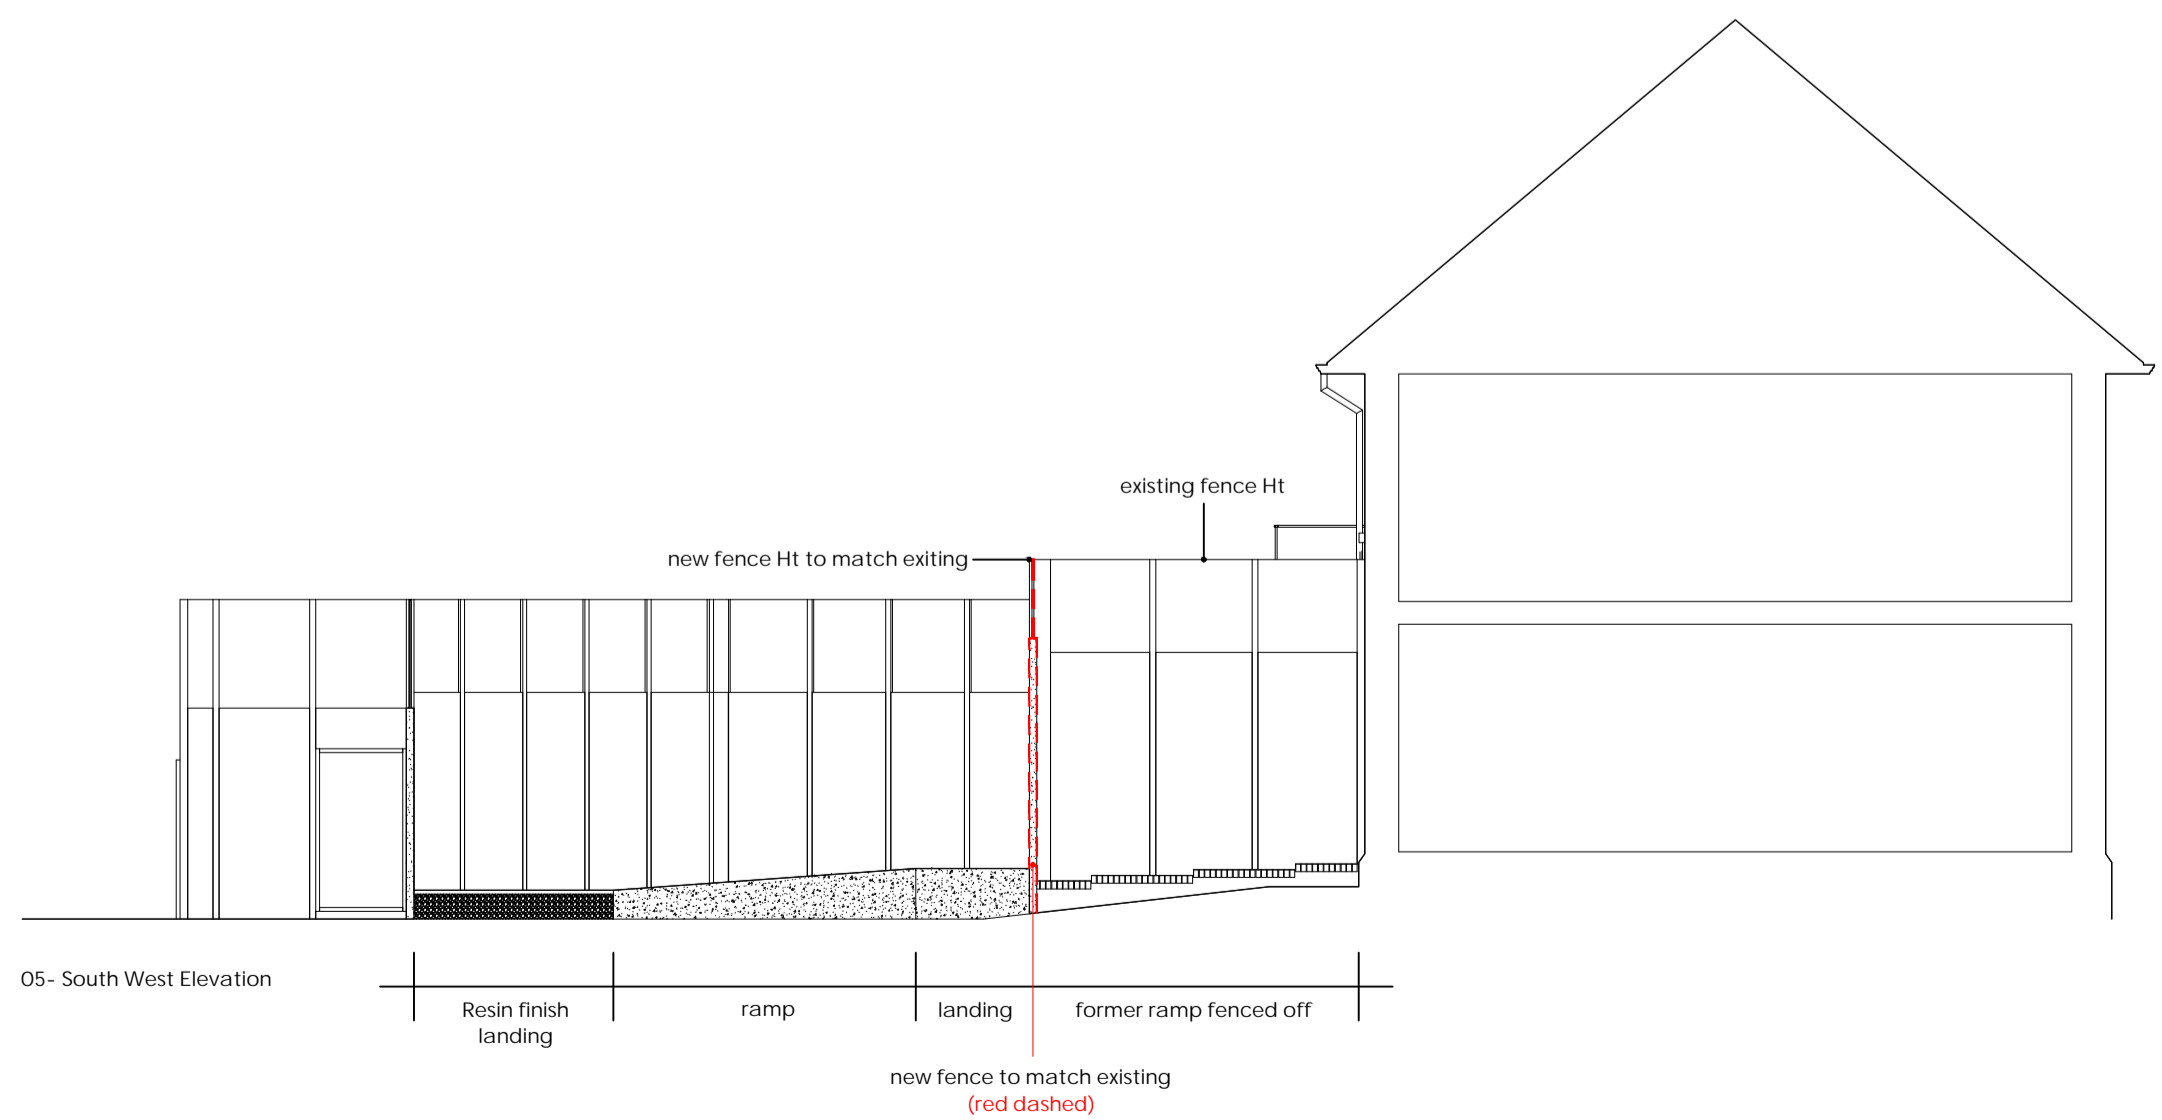 existing fence Ht
new fence Ht to match exiting
05- South West Elevation
Resin finish
landing
ramp
landing
former ramp fenced off
new fence to match existing
(red dashed)